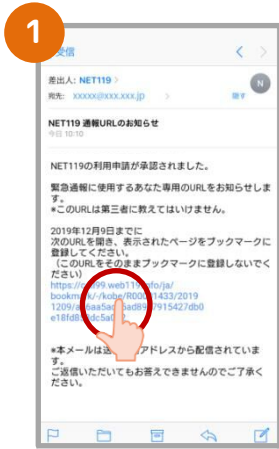 1
受信
差出人: NET119
N
宛先: xxxxx@xxx.xxx.jp
隠す
NET119 通報URLのお知らせ
今日 10:10
NET119の利用申請が承認されました。
緊急通報に使用するあなた専用のURLをお知らせしま
す。
*このURLは第三者に教えてはいけません。
2019年12月9日までに
次のURLを開き、表示されたページをブックマークに
登録してください。
（このURLをそのままブックマークに登録しないでく
ださい）
web119 info/ja/
/kobe/R000 1433/2019
1209/
e18fd8
*本メールは アドレスから配信されていま
す。
ご返信いただいてもお答えできませんのでご了承く
ださい。